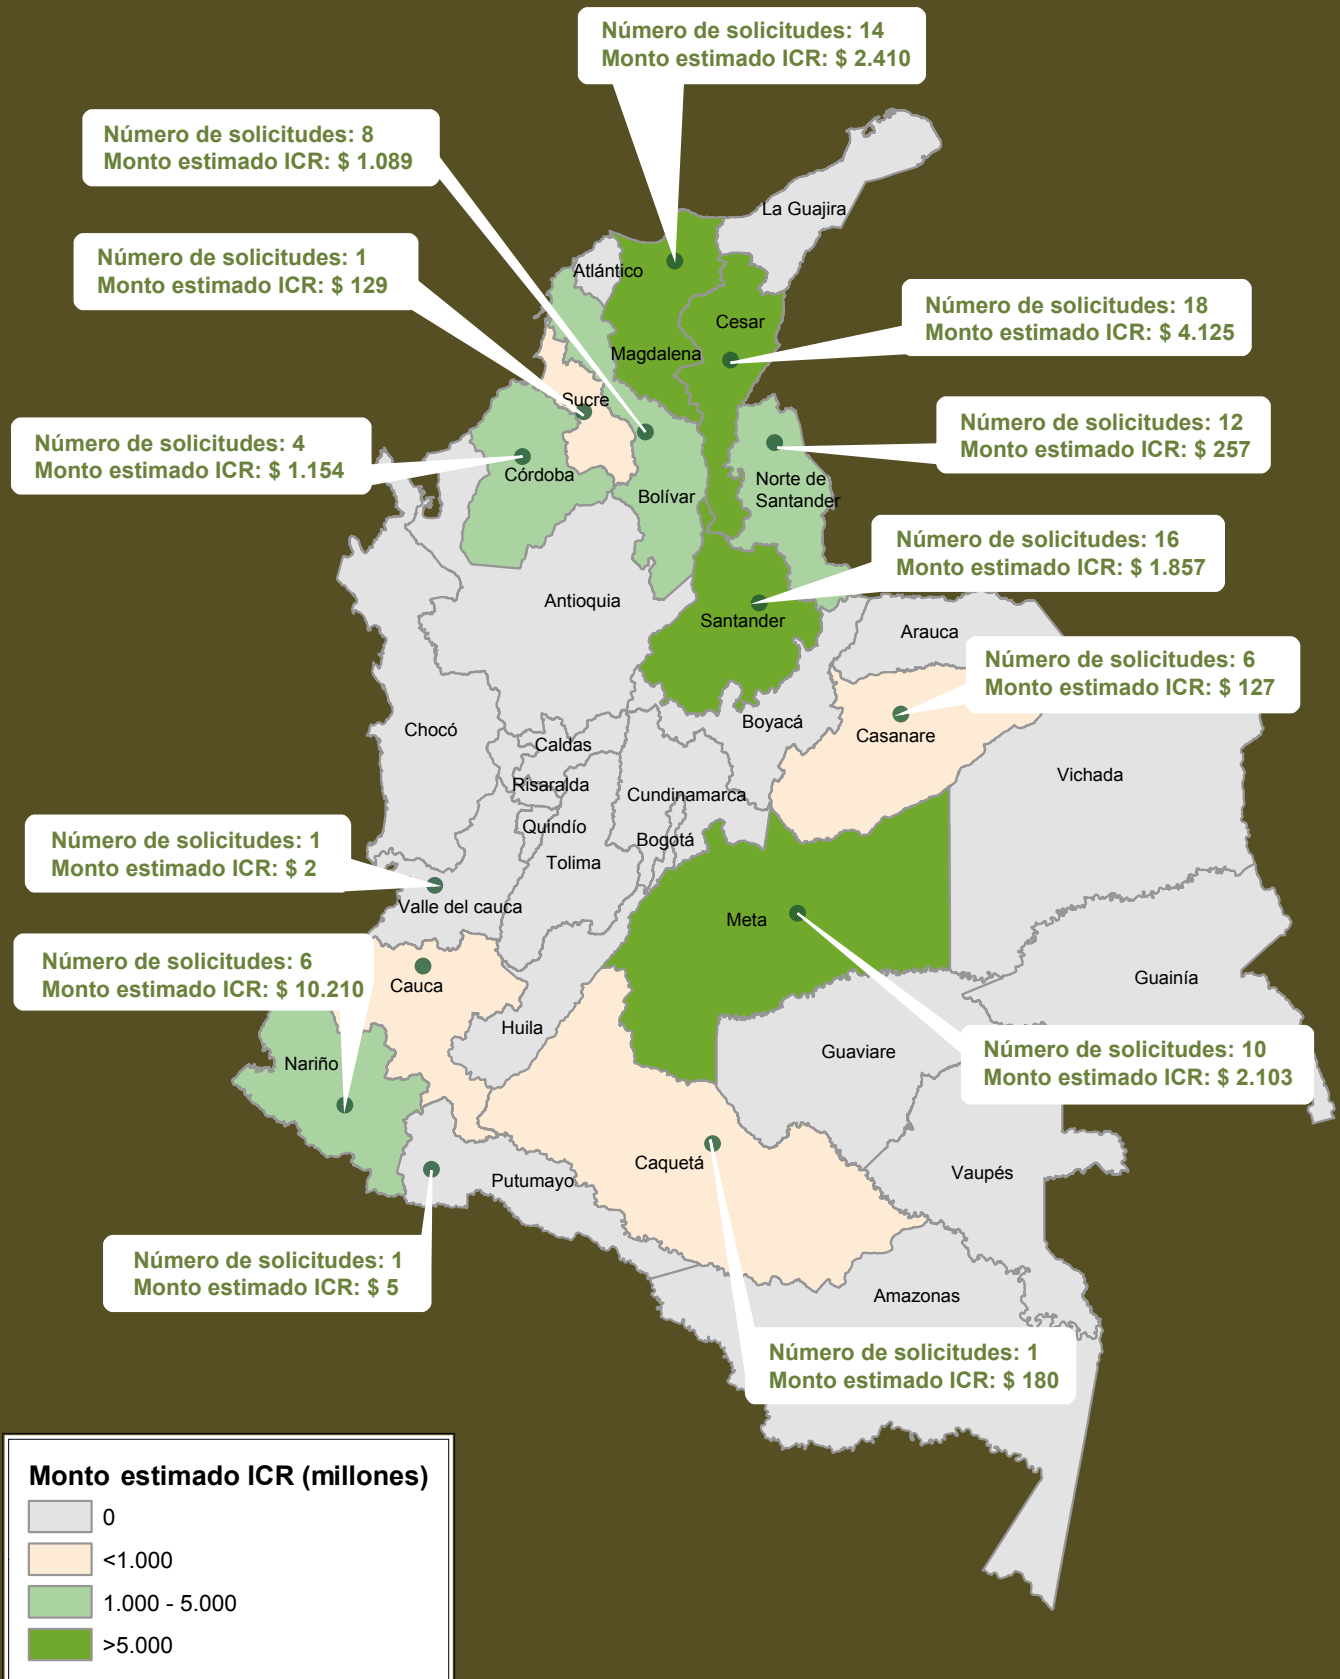 Número de solicitudes: 14
Monto estimado ICR: $ 2.410
Número de solicitudes: 8
Monto estimado ICR: $ 1.089
La Guajira
Número de solicitudes: 1
Monto estimado ICR: $ 129
Atlántico
Número de solicitudes: 18
Monto estimado ICR: $ 4.125
Cesar
Magdalena
Sucre
Número de solicitudes: 4
Monto estimado ICR: $ 1.154
Número de solicitudes: 12
Monto estimado ICR: $ 257
Córdoba
Bolívar
Norte de
Santander
Número de solicitudes: 16
Monto estimado ICR: $ 1.857
Antioquia
Santander
Arauca
Número de solicitudes: 6
Monto estimado ICR: $ 127
Chocó
Boyacá
Casanare
Caldas
Vichada
Risaralda
Cundinamarca
Quindío
Bogotá
Tolima
Número de solicitudes: 1
Monto estimado ICR: $ 2
Valle del cauca
Meta
Número de solicitudes: 6
Monto estimado ICR: $ 10.210
Cauca
Guainía
Huila
Nariño
Guaviare
Número de solicitudes: 10
Monto estimado ICR: $ 2.103
Caquetá
Putumayo
Vaupés
Número de solicitudes: 1
Monto estimado ICR: $ 5
Amazonas
Número de solicitudes: 1
Monto estimado ICR: $ 180
Monto estimado ICR (millones)
0
<1.000
1.000 - 5.000
>5.000